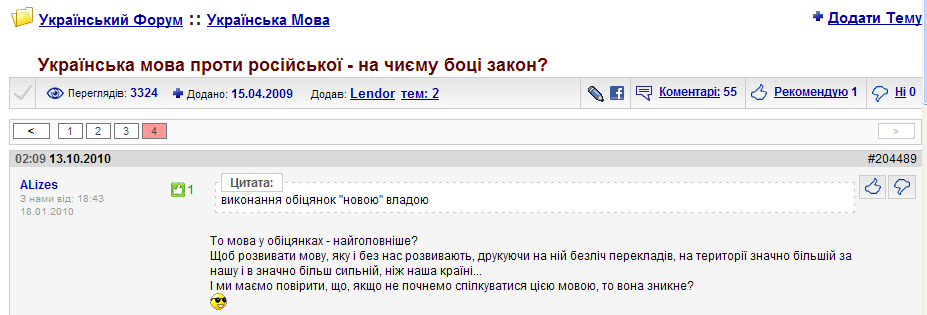 Український Форум :: Українська Мова
Додати Тему
Українська мова проти російської - на чиєму боці закон?
Переглядів: 3324 Додано: 15.04.2009 Додав: Lendor тем: 2 Коментарі: 55 Рекомендую 1 Ні 0
< 1 2 3 4 >
02:09 13.10.2010 #204489
ALizes
З нами від: 18:43
18.01.2010
1
Цитата:
виконання обіцянок "новою" владою
То мова у обіцянках - найголовніше?
Щоб розвивати мову, яку і без нас розвивають, друкуючи на ній безліч перекладів, на території значно більшій за
нашу і в значно більш сильній, ніж наша країні...
І ми маємо повірити, що, якщо не почнемо спілкуватися цією мовою, то вона зникне?